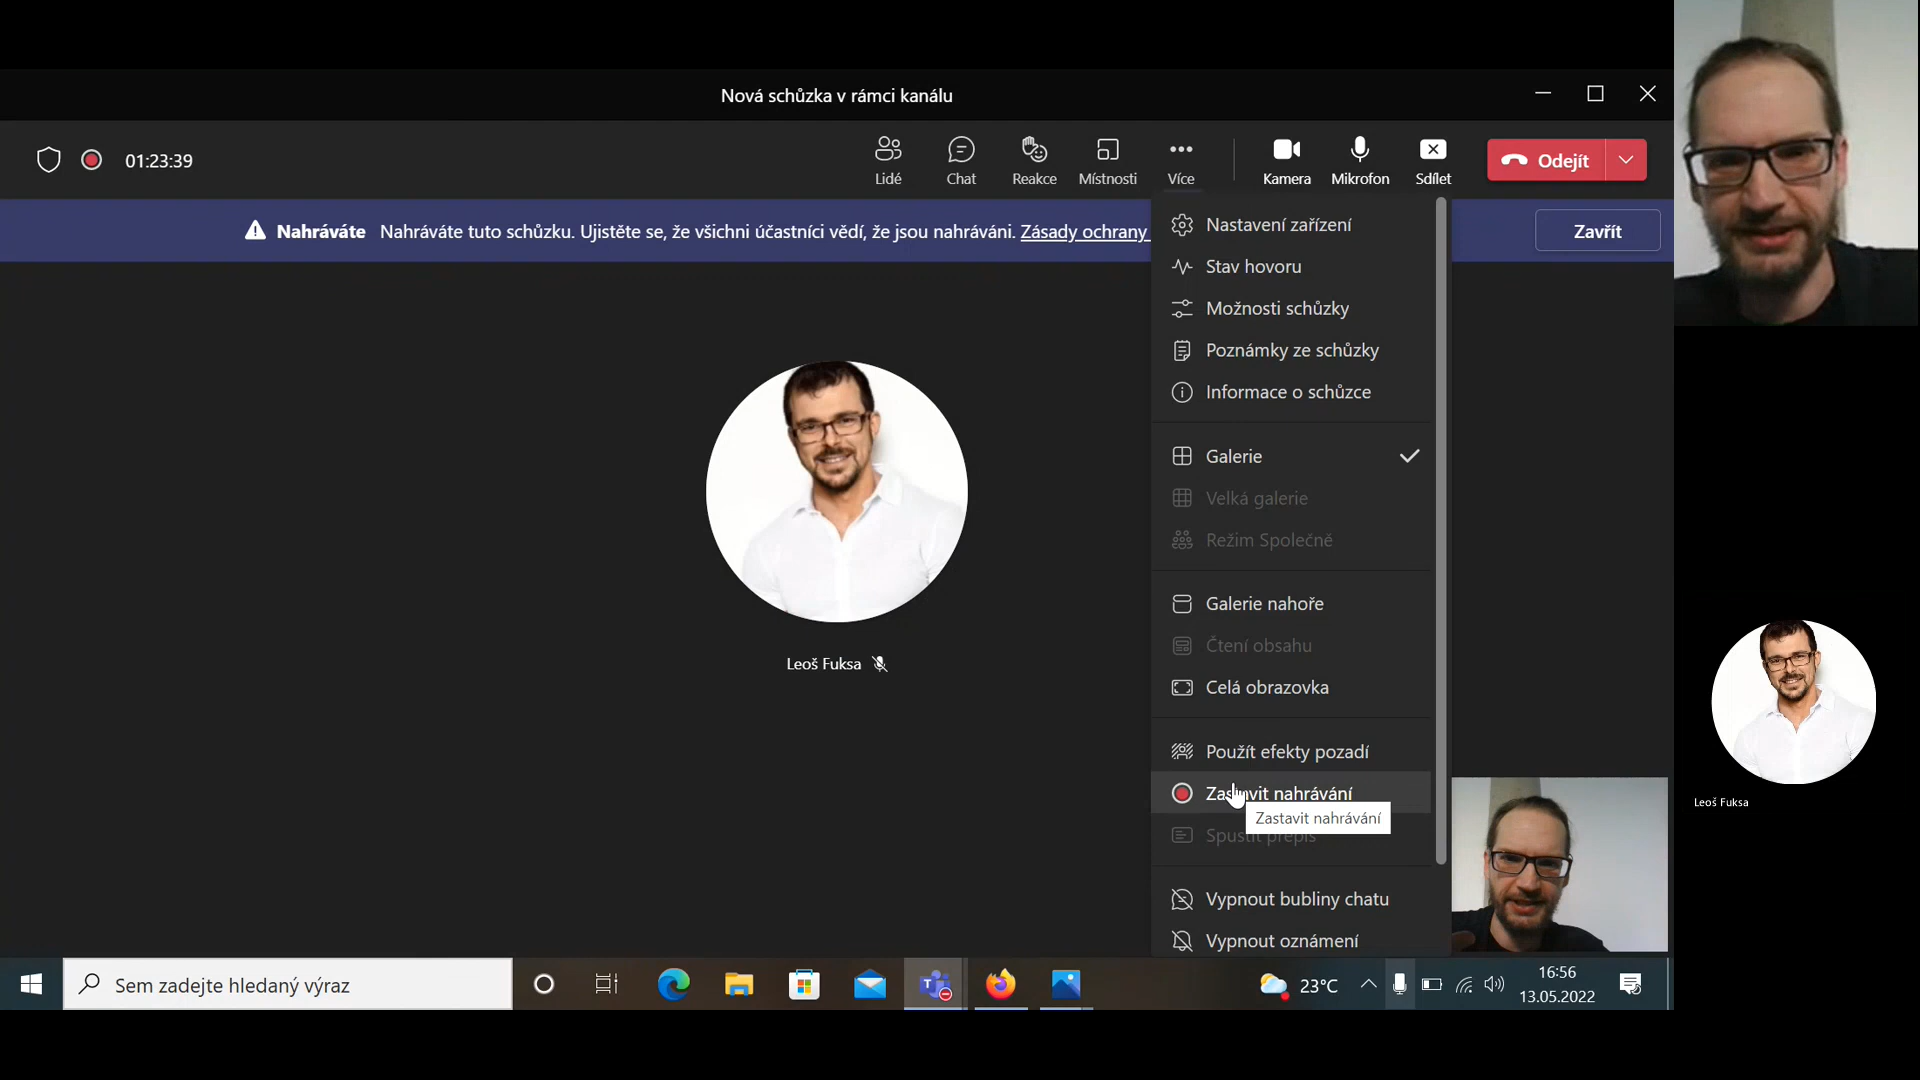 Nová schůzka v rámci kanálu
01:23:39
Lidé
Chat
Reakce
Místnosti
Více
Kamera
Mikrofon
Sdílet
Odejít
Nahráváte Nahráváte tuto schůzku. Ujistěte se, že všichni účastníci vědí, že jsou nahráváni. Zásady ochrany
Zavřít
Nastavení zařízení
Stav hovoru
Možnosti schůzky
Poznámky ze schůzky
Informace o schůzce
Galerie
Velká galerie
Režim Společně
Galerie nahoře
Čtení obsahu
Celá obrazovka
Použít efekty pozadí
Zastavit nahrávání
Zastavit nahrávání
Spustit přepis
Vypnout bubliny chatu
Vypnout oznámení
Leoš Fuksa
Leoš Fuksa
Sem zadejte hledaný výraz
23°C
16:56
13.05.2022